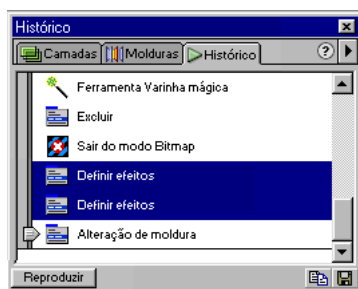 Histórico
Camadas Molduras Histórico
Ferramenta Varinha mágica
Excluir
Sair do modo Bitmap
Definir efeitos
Definir efeitos
Alteração de moldura
Reproduzir